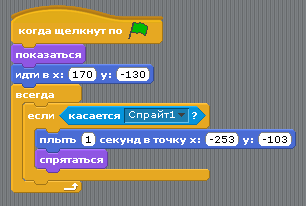 когда щелкнут по
показаться
идти в x: 170 y: -130
всегда
если касается Спрайт1 ?
плыть 1 секунд в точку x: -253 y: -103
спрятаться